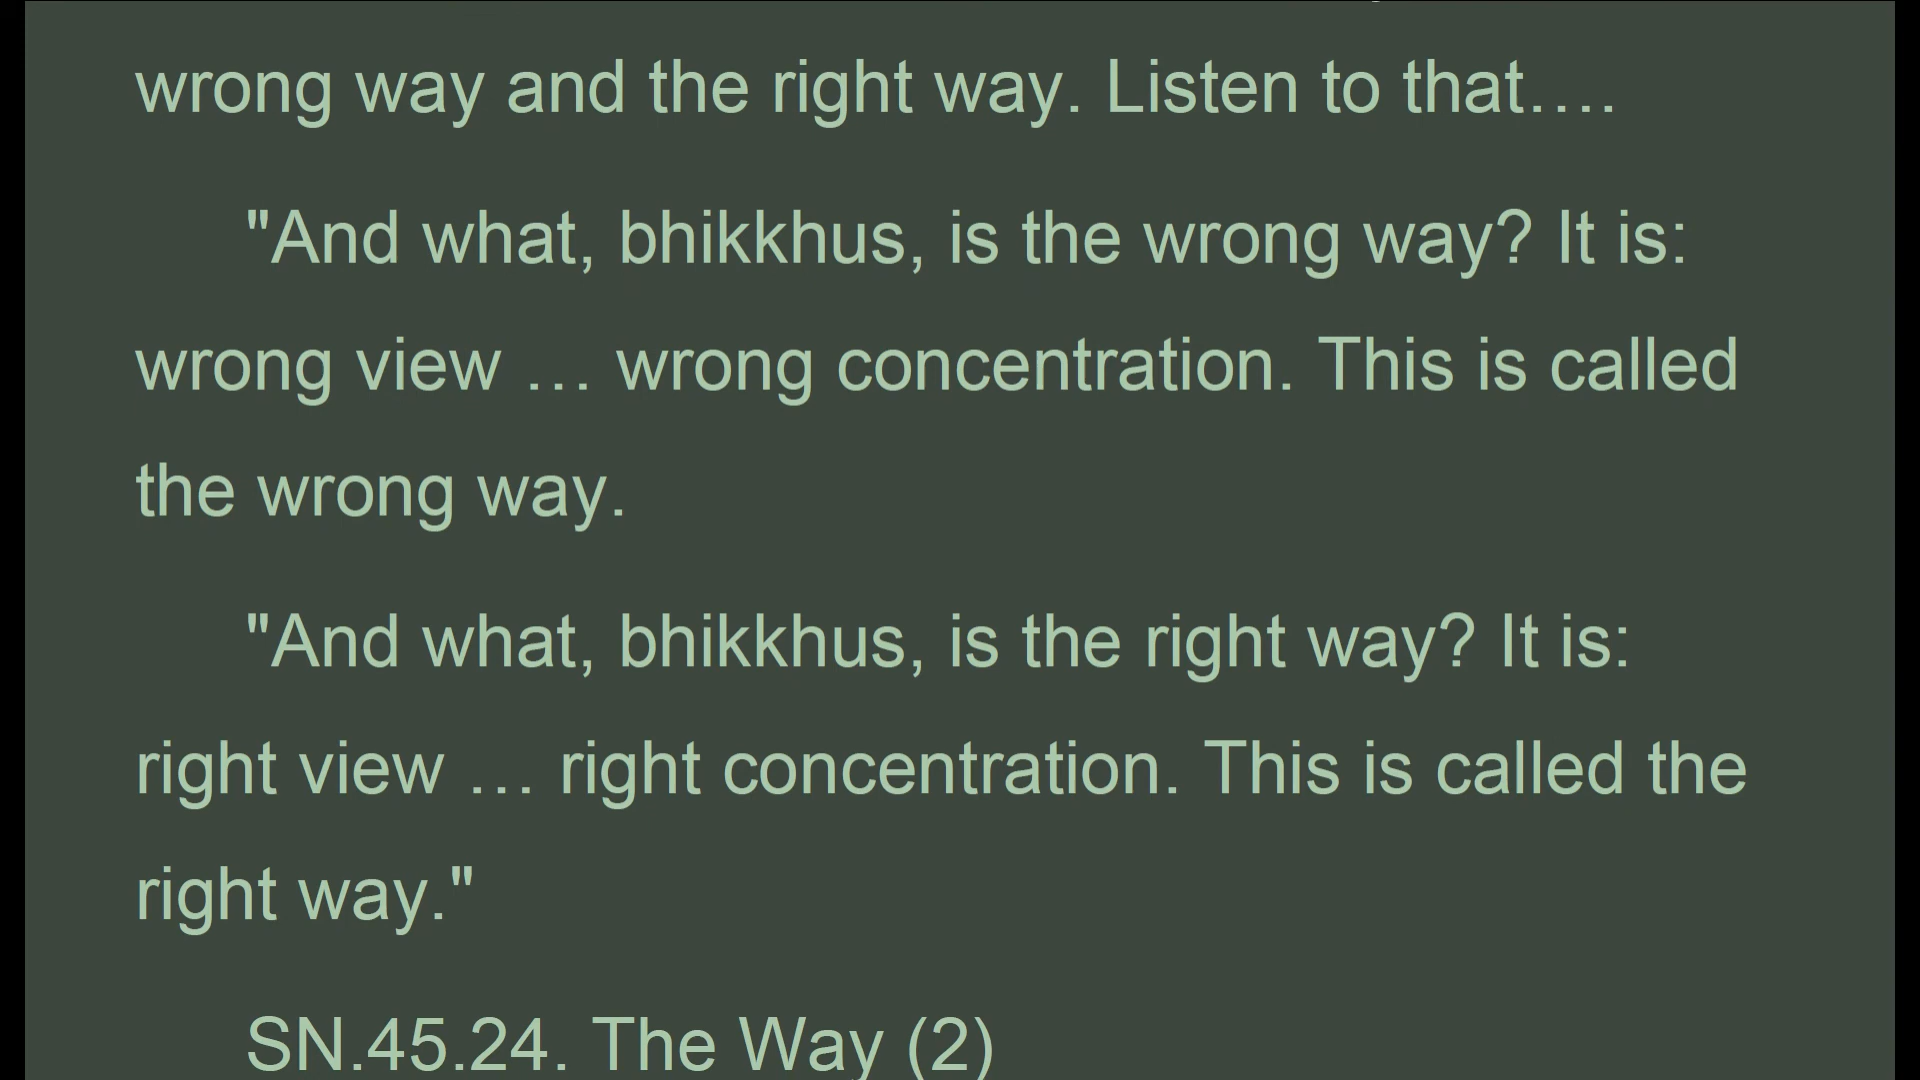 wrong way and the right way. Listen to that….
"And what, bhikkhus, is the wrong way? It is:
wrong view … wrong concentration. This is called
the wrong way.
"And what, bhikkhus, is the right way? It is:
right view … right concentration. This is called the
right way."
SN.45.24. The Way (2)